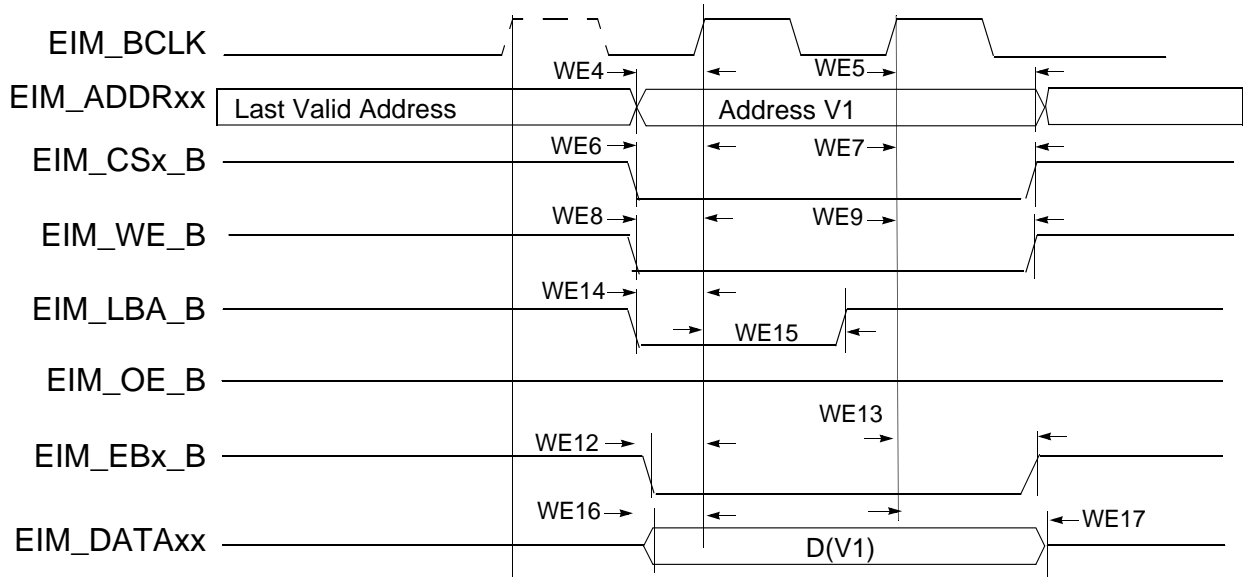 EIM_BCLK
WE4
WE5
EIM_ADDRxx
Last Valid Address
Address V1
WE6
WE7
EIM_CSx_B
WE8
WE9
EIM_WE_B
WE14
EIM_LBA_B
WE15
EIM_OE_B
WE13
WE12
EIM_EBx_B
WE16
WE17
EIM_DATAxx
D(V1)